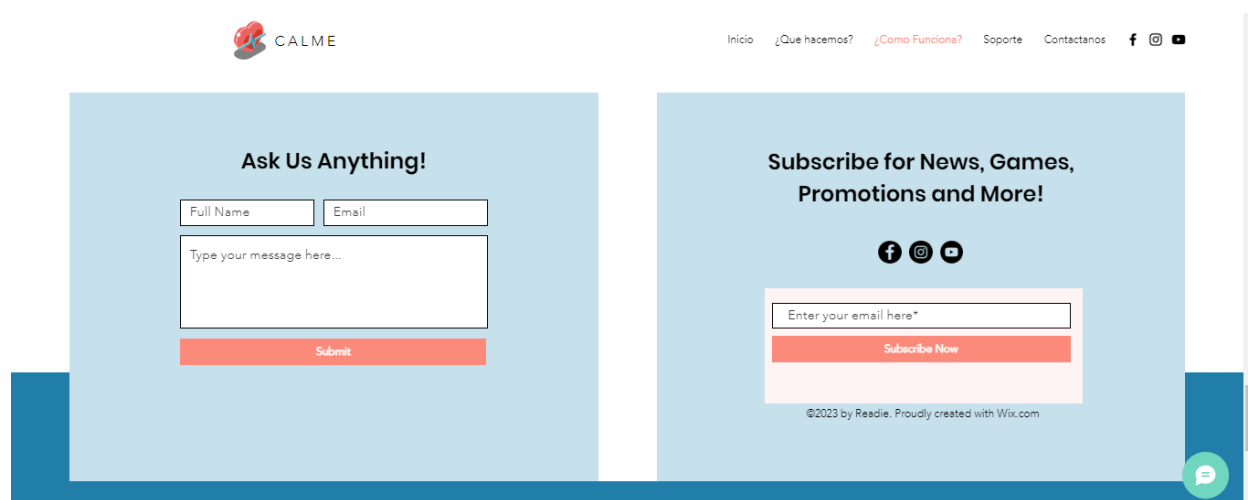 CALME
Inicio ¿Que hacemos? ¿Como Funciona? Soporte Contactanos
Ask Us Anything!
Full Name Email
Type your message here...
Submit
Subscribe for News, Games,
Promotions and More!
Enter your email here*
Subscribe Now
©2023 by Readie. Proudly created with Wix.com